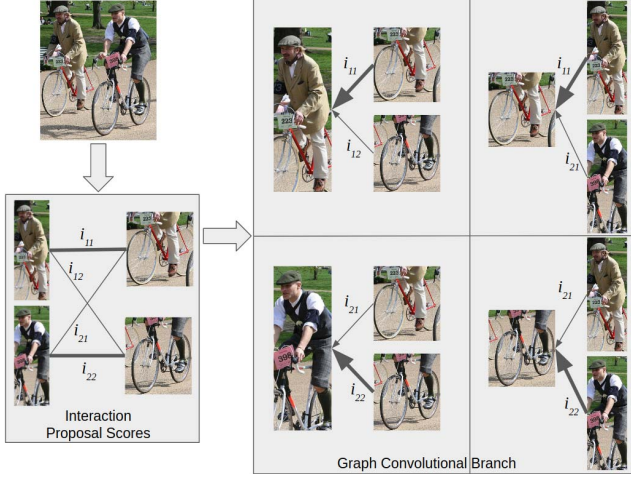 i11
i12
i21
i22
Interaction
Proposal Scores
i11
i12
i11
i21
i21
i22
i21
i22
Graph Convolutional Branch